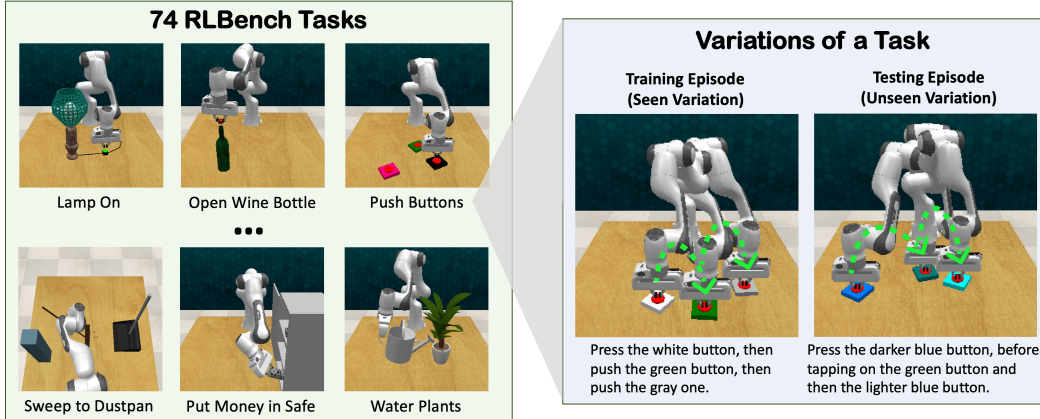 74 RLBench Tasks
Lamp On
Open Wine Bottle
Push Buttons
•••
Sweep to Dustpan
Put Money in Safe
Water Plants
Variations of a Task
Training Episode
(Seen Variation)
Testing Episode
(Unseen Variation)
Press the white button, then
push the green button, then
push the gray one.
Press the darker blue button, before
tapping on the green button and
then the lighter blue button.